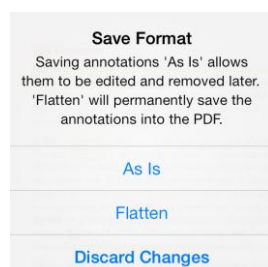 Save Format
Saving annotations 'As Is' allows
them to be edited and removed later.
'Flatten' will permanently save the
annotations into the PDF.
As Is
Flatten
Discard Changes